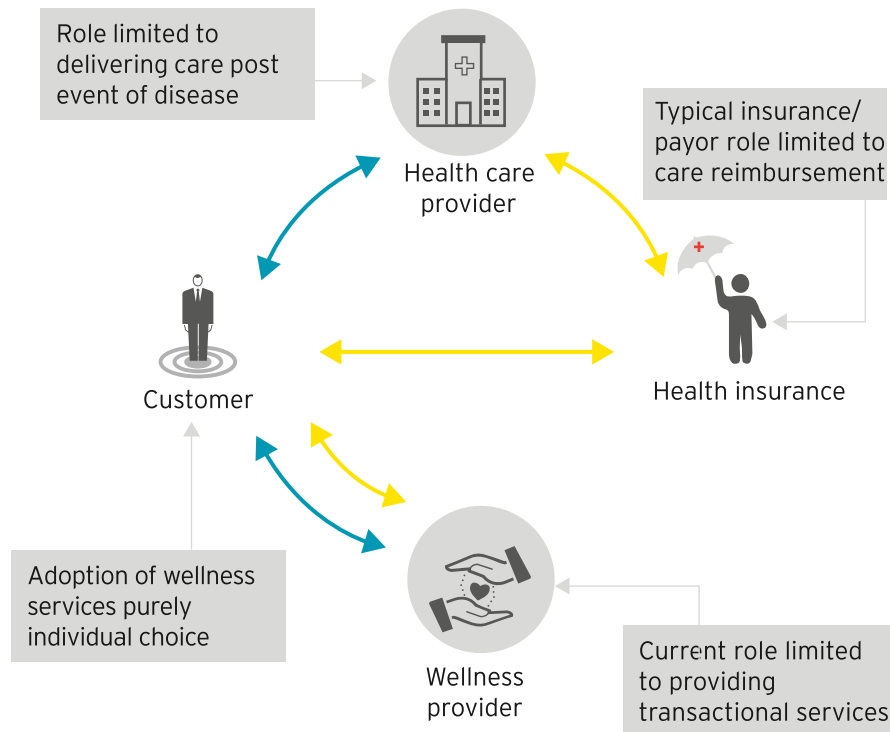 Role limited to
delivering care post
event of disease
Health care
provider
Typical insurance/
payor role limited to
care reimbursement
Health insurance
Customer
Adoption of wellness
services purely
individual choice
Wellness
provider
Current role limited
to providing
transactional services